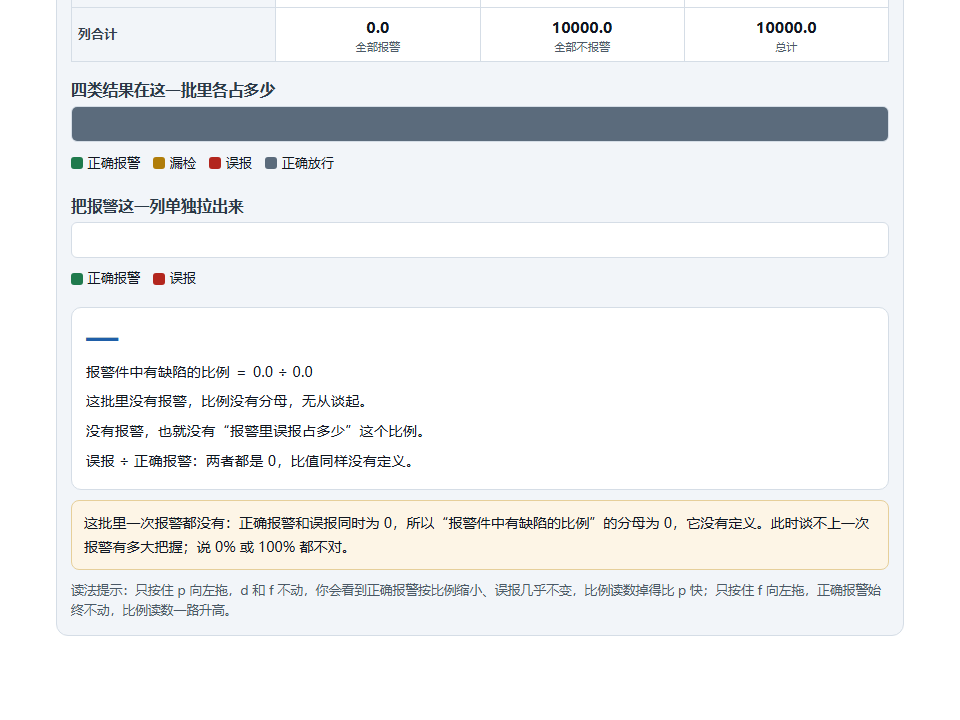 列合计
0.0
全部报警
10000.0
全部不报警
10000.0
总计
四类结果在这一批里各占多少
正确报警 漏检 误报 正确放行
把报警这一列单独拉出来
正确报警 误报
—
报警件中有缺陷的比例 = 0.0 ÷ 0.0
这批里没有报警，比例没有分母，无从谈起。
没有报警，也就没有“报警里误报占多少”这个比例。
误报 ÷ 正确报警：两者都是 0，比值同样没有定义。
这批里一次报警都没有：正确报警和误报同时为 0，所以“报警件中有缺陷的比例”的分母为 0，它没有定义。此时谈不上一次
报警有多大把握；说 0% 或 100% 都不对。
读法提示：只按住 p 向左拖，d 和 f 不动，你会看到正确报警按比例缩小、误报几乎不变，比例读数掉得比 p 快；只按住 f 向左拖，正确报警始
终不动，比例读数一路升高。